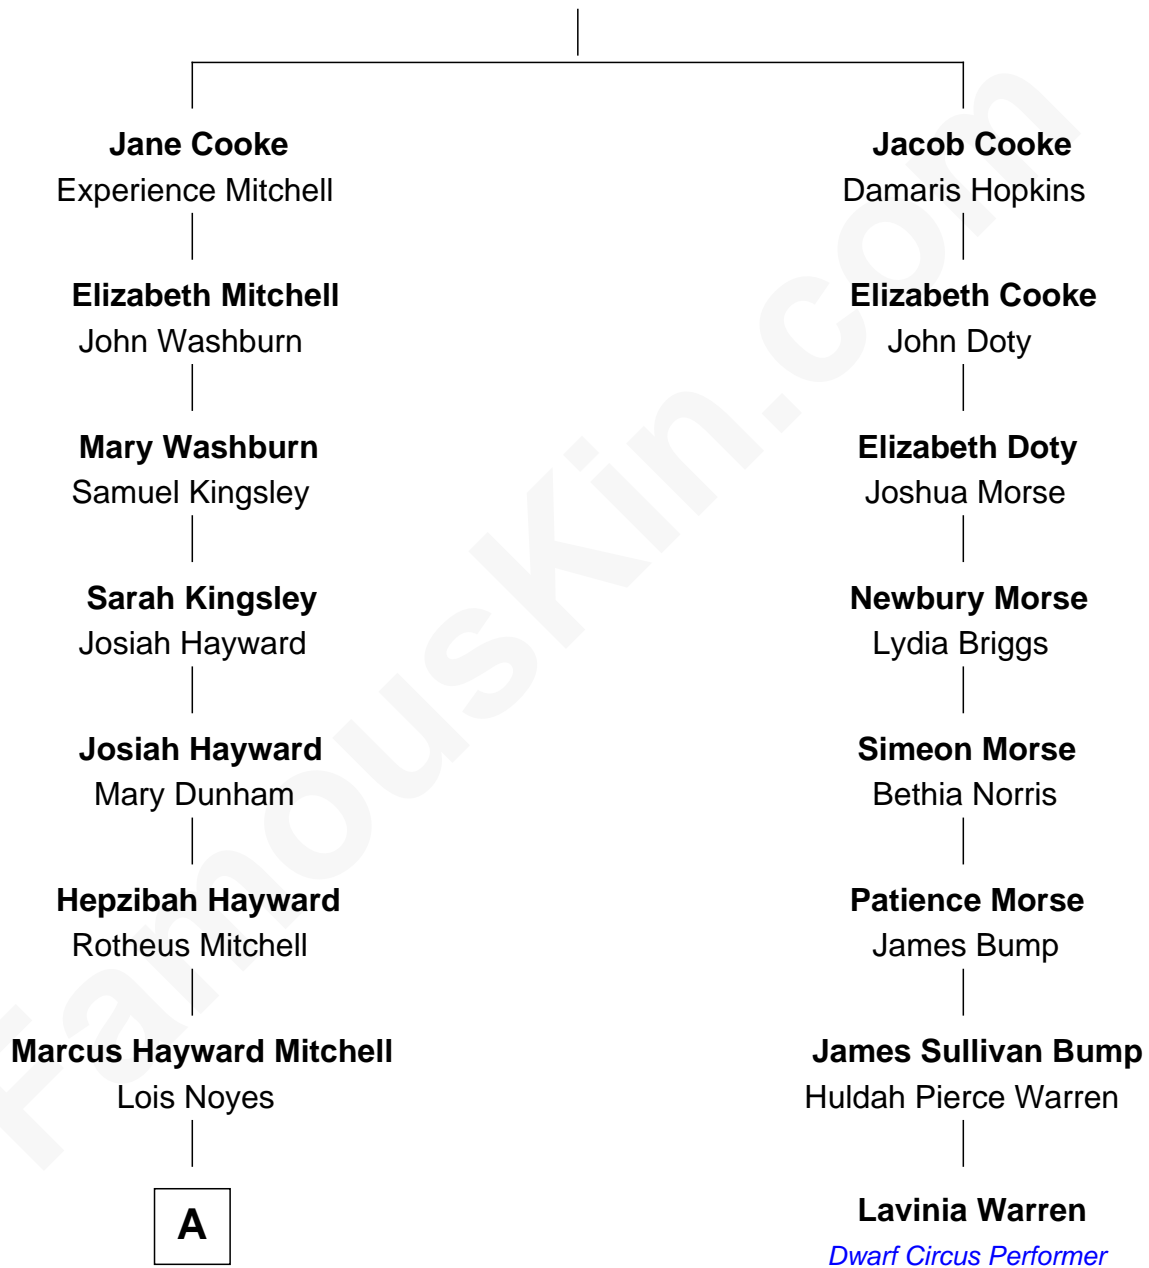 Jane Cooke
Experience Mitchell
Elizabeth Mitchell
John Washburn
Mary Washburn
Samuel Kingsley
Sarah Kingsley
Josiah Hayward
Josiah Hayward
Mary Dunham
Hepzibah Hayward
Rotheus Mitchell
Marcus Hayward Mitchell
Lois Noyes
A
Jacob Cooke
Damaris Hopkins
Elizabeth Cooke
John Doty
Elizabeth Doty
Joshua Morse
Newbury Morse
Lydia Briggs
Simeon Morse
Bethia Norris
Patience Morse
James Bump
James Sullivan Bump
Huldah Pierce Warren
Lavinia Warren
Dwarf Circus Performer
FamousKin.com